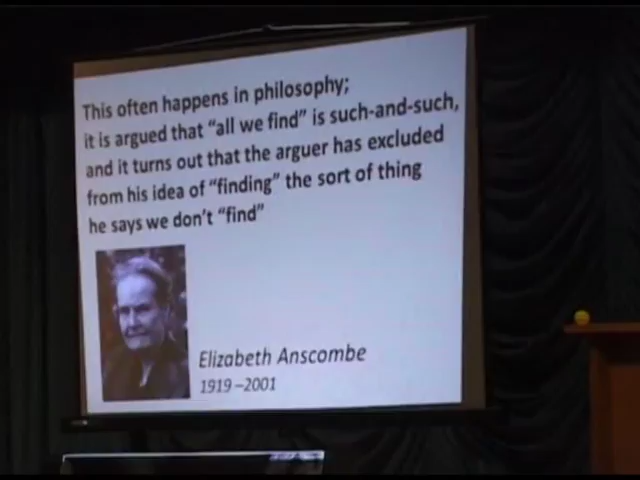 This often happens in philosophy;
it is argued that “all we find” is such-and-such,
and it turns out that the arguer has excluded
from his idea of “finding” the sort of thing
he says we don’t “find”
Elizabeth Anscombe
1919 –2001